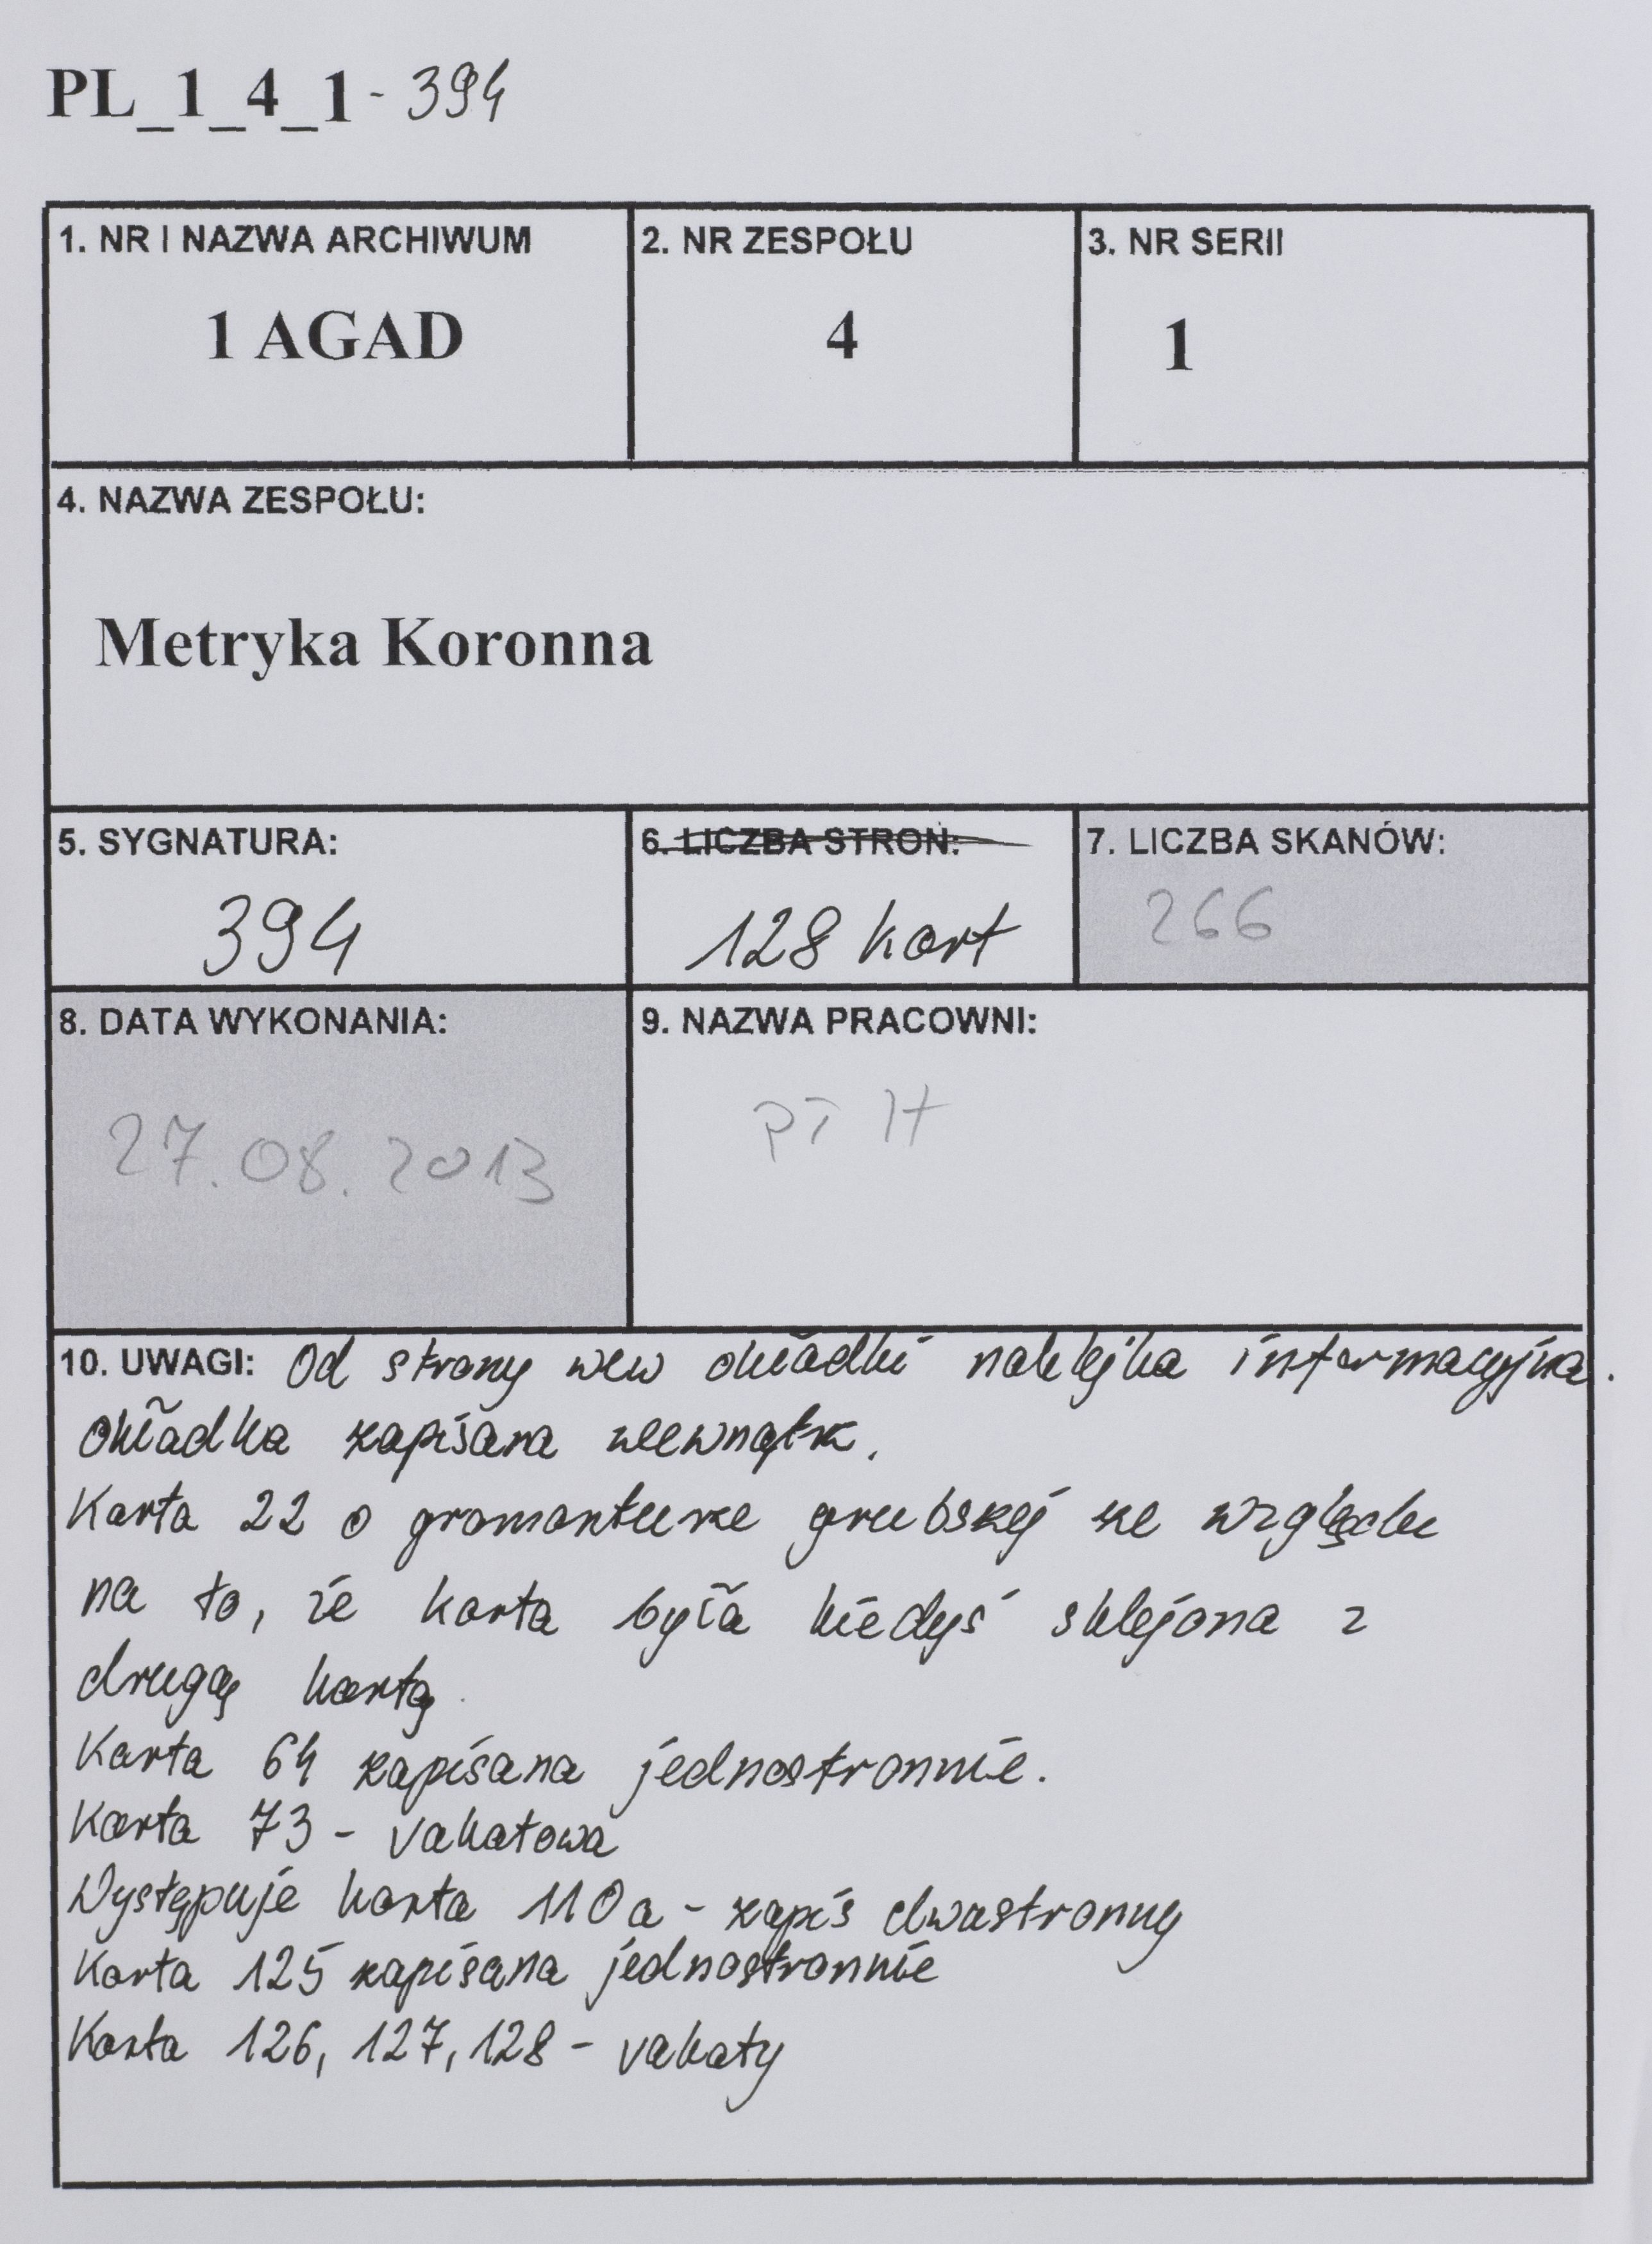 PL_1_4_1 - 394
1. NR I NAZWA ARCHIWUM
1 AGAD
2. NR ZESPOŁU
4
3. NR SERII
1
4. NAZWA ZESPOŁU:
Metryka Koronna
5. SYGNATURA:
394
6. LICZBA STRON:
128 kart
7. LICZBA SKANÓW:
266
8. DATA WYKONANIA:
27.08.2013
9. NAZWA PRACOWNI:
10. UWAGI: Od strony wew okładki naklejka informacyjna.
Okładka zapisana wewnątrz.
Karta 22 o gramaturze grubszej ze względu
na to, że karta była kiedyś sklejona z
drugą kartą.
Karta 64 zapisana jednostronnie.
Karta 73 - vakatowa
Występuje karta 110a - zapis dwastronny
Karta 125 zapisana jednostronnie
Karta 126, 127, 128 - vakaty